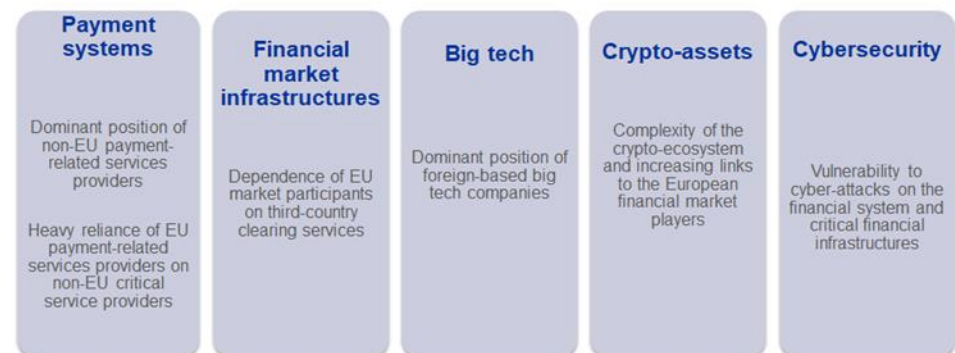 Payment
systems
Dominant position of
non-EU payment-
related services
providers
Heavy reliance of EU
payment-related
services providers on
non-EU critical
service providers
Financial
market
infrastructures
Dependence of EU
market participants
on third-country
clearing services
Big tech
Dominant position of
foreign-based big
tech companies
Crypto-assets
Complexity of the
crypto-ecosystem
and increasing links
to the European
financial market
players
Cybersecurity
Vulnerability to
cyber-attacks on the
financial system and
critical financial
infrastructures